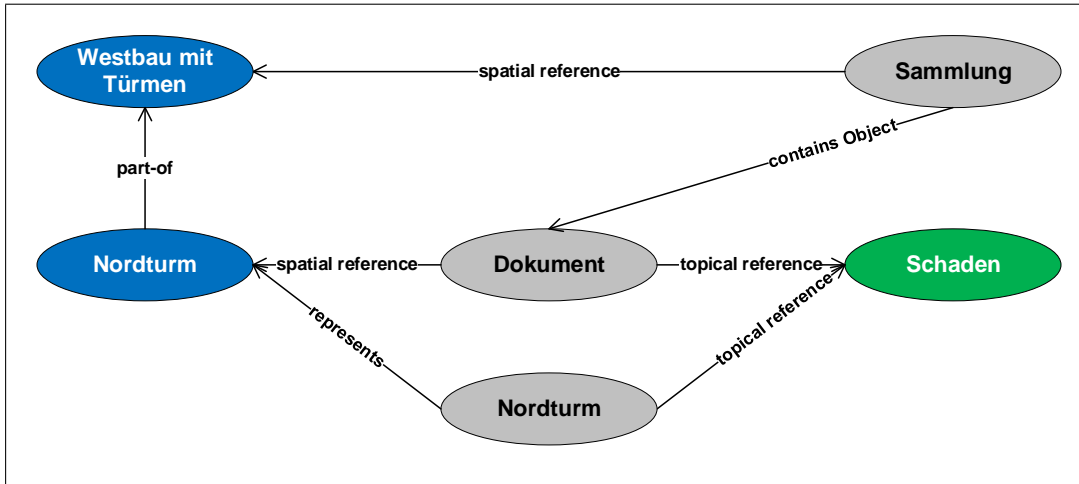 Westbau mit
Türmen
spatial reference
Sammlung
contains Object
part-of
Nordturm
spatial reference
Dokument
topical reference
Schaden
represents
topical reference
Nordturm